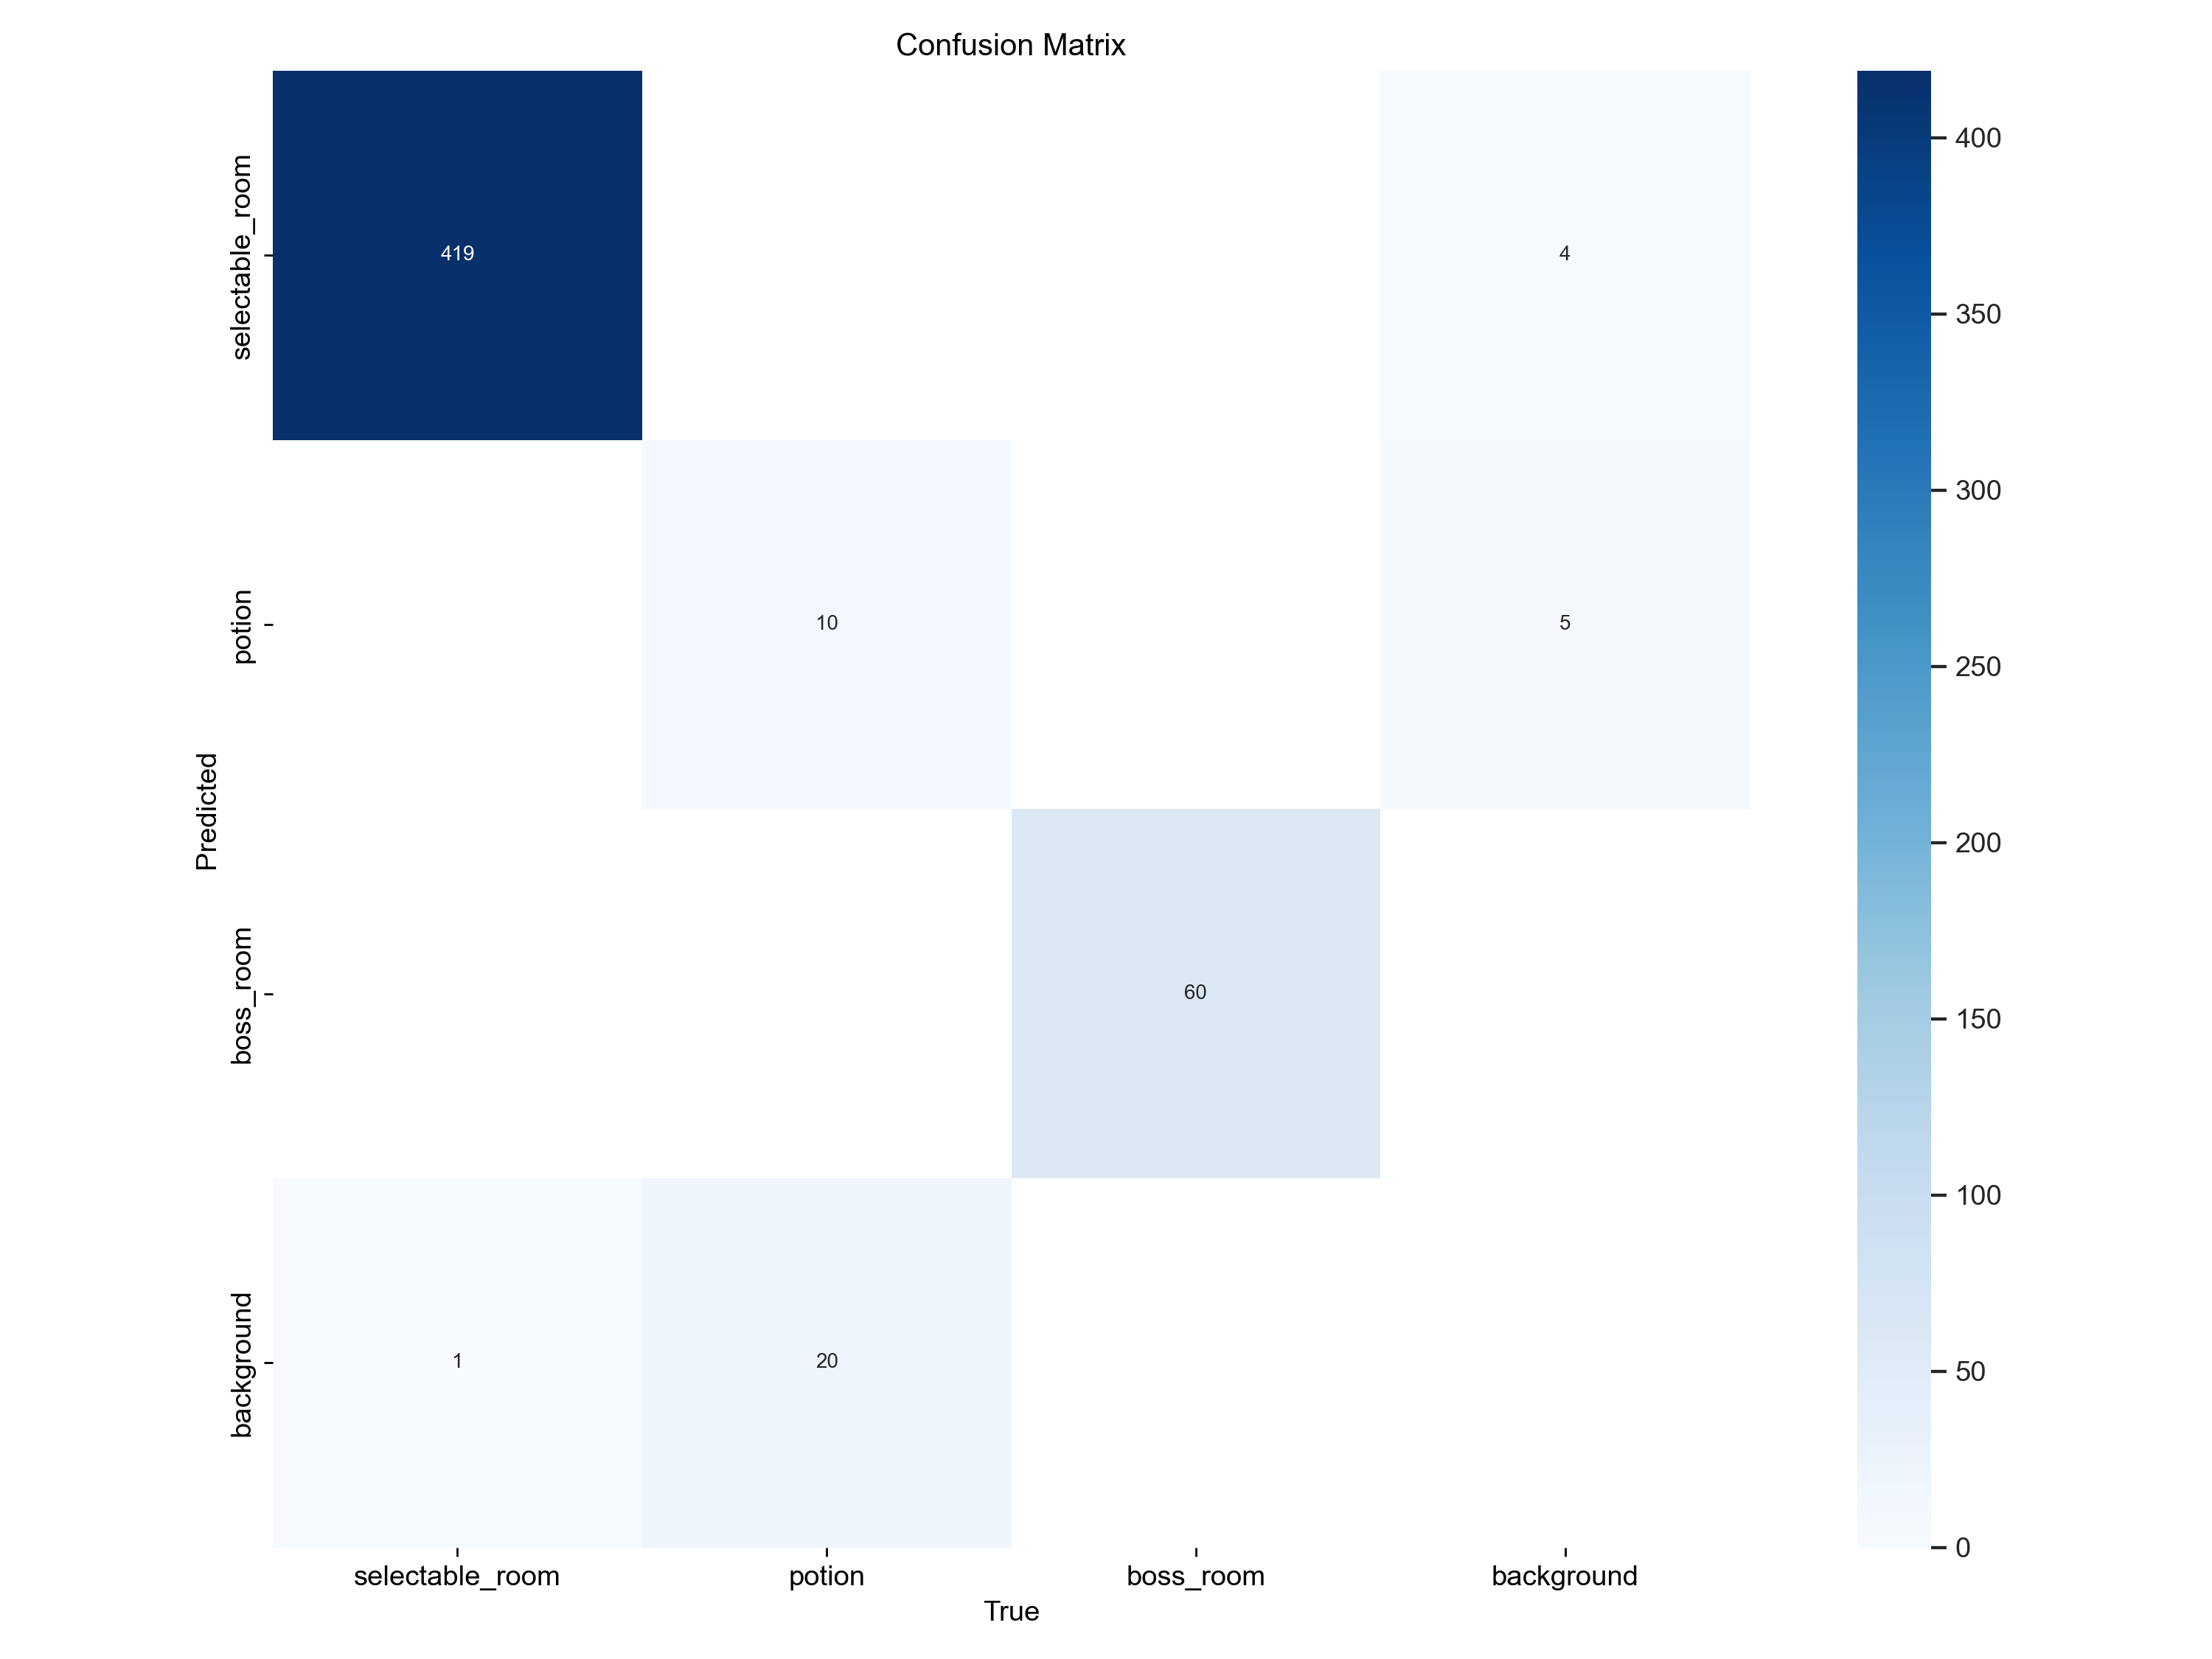 Confusion Matrix
selectable_room
potion
boss_room
background
Predicted
419
4
10
5
60
1
20
selectable_room
potion
boss_room
background
True
400
350
300
250
200
150
100
50
0